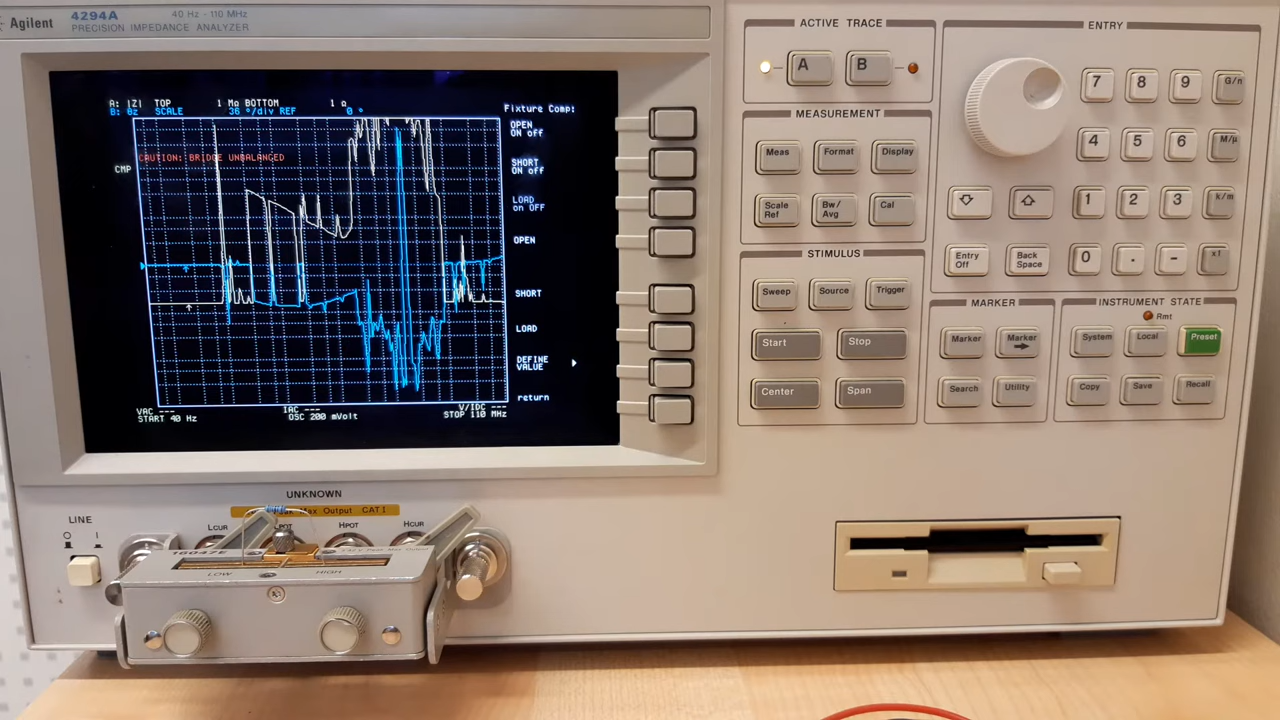 Agilent 4294A 40 Hz - 110 MHz
PRECISION IMPEDANCE ANALYZER
A: |Z| TOP 1 MΩ BOTTOM 1 Ω
B: θz SCALE 36 °/div REF 0 °
CAUTION: BRIDGE UNBALANCED
CMP
VAC --- IAC --- V/IDC ---
START 40 Hz OSC 200 mVolt STOP 110 MHz
Fixture Comp:
OPEN
ON off
SHORT
ON off
LOAD
on OFF
OPEN
SHORT
LOAD
DEFINE
VALUE
return
ACTIVE TRACE
A B
MEASUREMENT
Meas Format Display
Scale
Ref
Bw/
Avg
Cal
STIMULUS
Sweep Source Trigger
Start Stop
Center Span
ENTRY
7 8 9 G/n
4 5 6 M/μ
1 2 3 k/m
Entry
Off
Back
Space
0 . - x1
MARKER
Marker Marker
Search Utility
INSTRUMENT STATE
Rmt
System Local Preset
Copy Save Recall
LINE
UNKNOWN
Max Output CAT I
LCUR HPOT HCUR
16047E
LOW HIGH